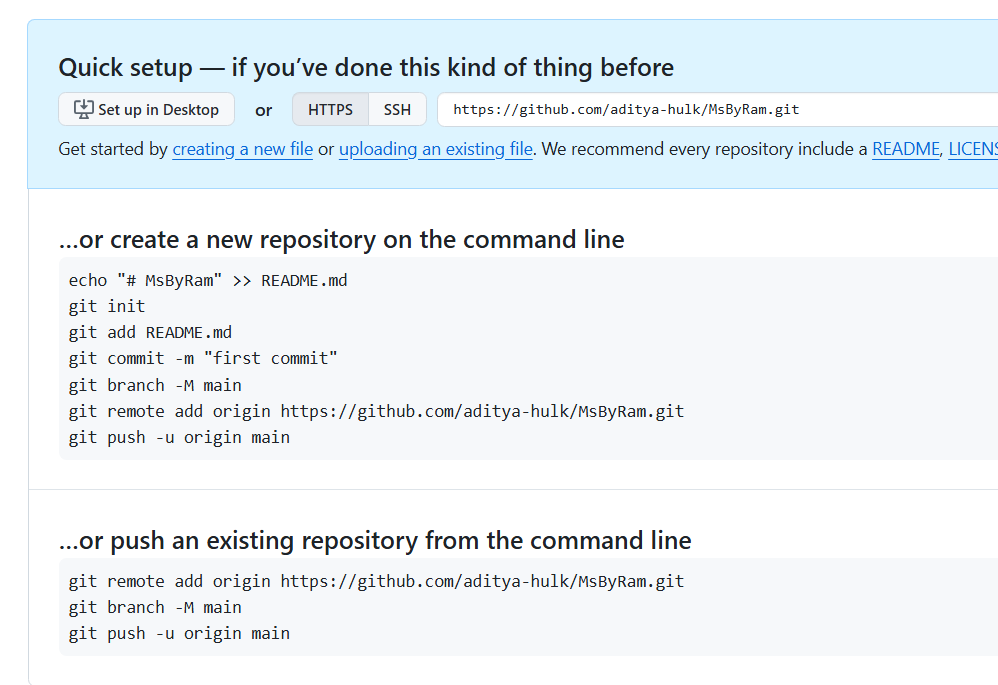 Quick setup — if you’ve done this kind of thing before
Set up in Desktop or HTTPS SSH https://github.com/aditya-hulk/MsByRam.git
Get started by creating a new file or uploading an existing file. We recommend every repository include a README, LICENS
…or create a new repository on the command line
echo "# MsByRam" >> README.md
git init
git add README.md
git commit -m "first commit"
git branch -M main
git remote add origin https://github.com/aditya-hulk/MsByRam.git
git push -u origin main
…or push an existing repository from the command line
git remote add origin https://github.com/aditya-hulk/MsByRam.git
git branch -M main
git push -u origin main